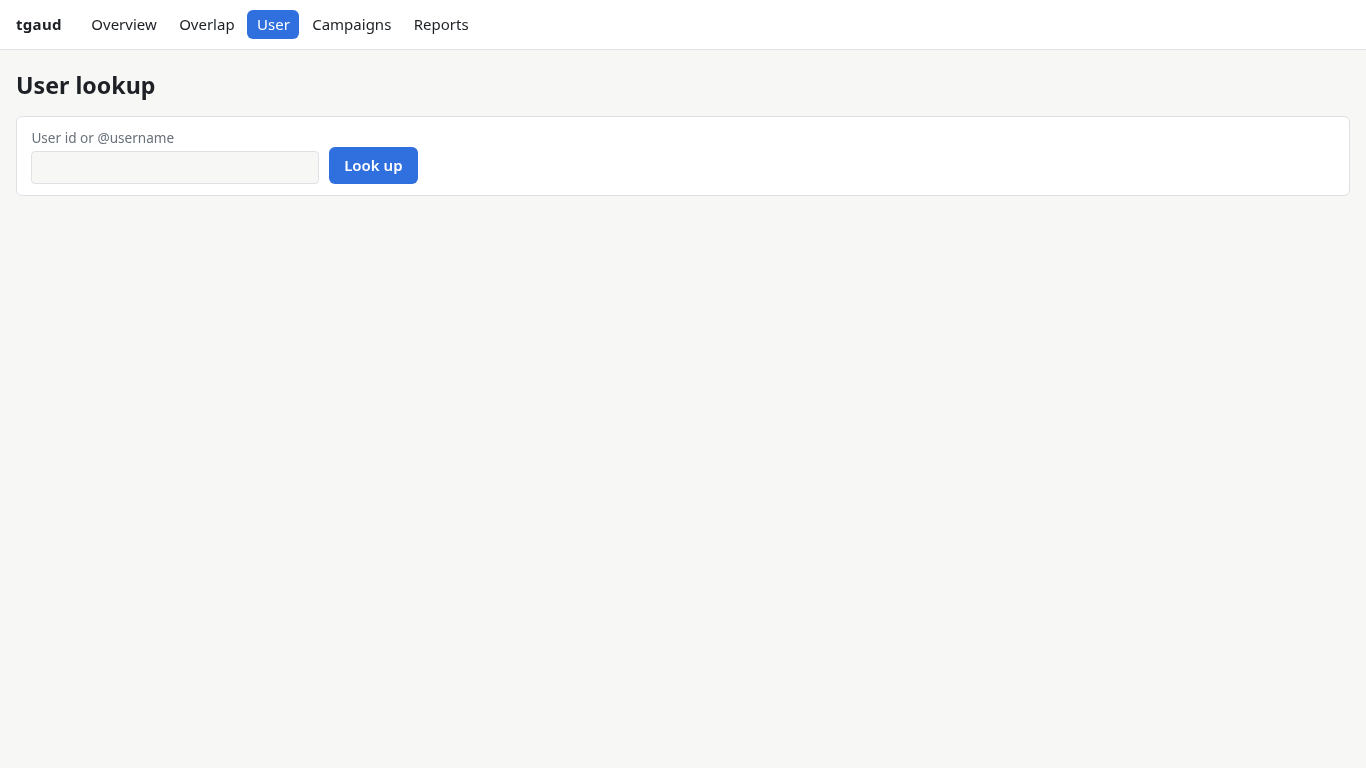 tgaud Overview Overlap User Campaigns Reports
User lookup
User id or @username
Look up